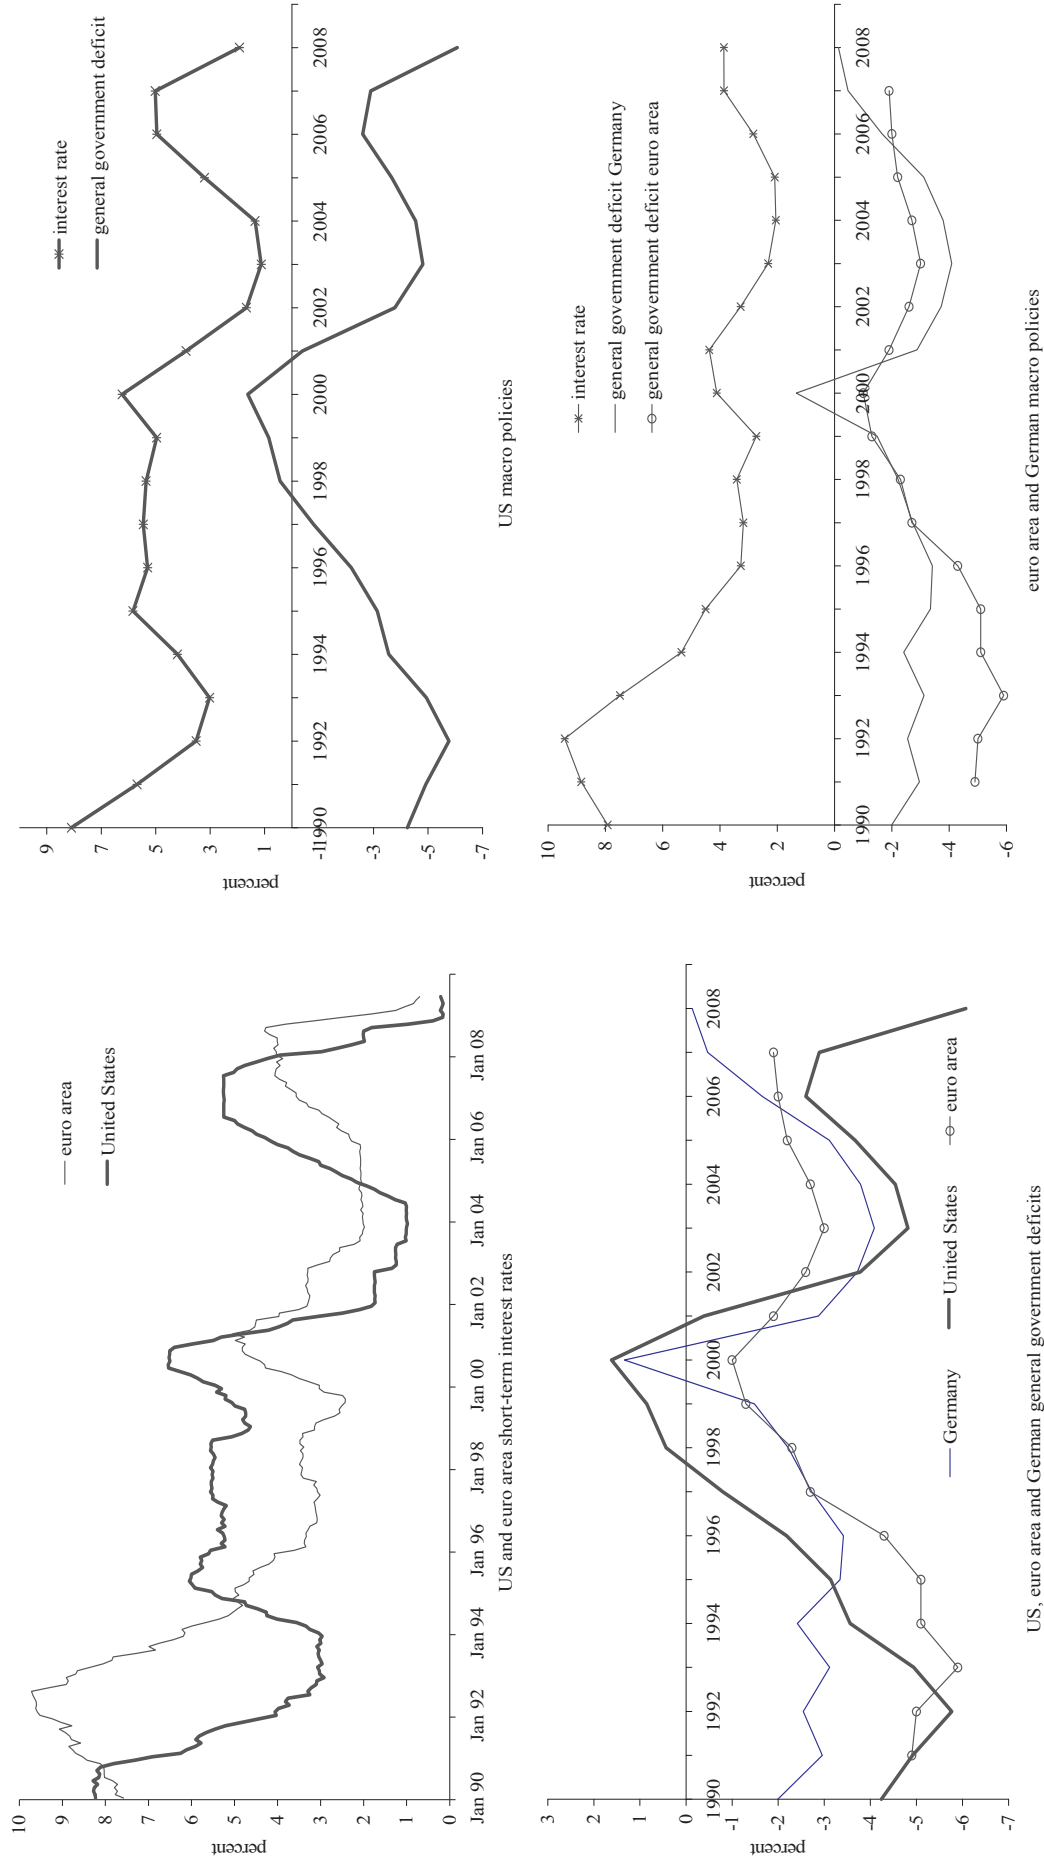 percent
10
9
8
7
6
5
4
3
2
1
0
euro area
United States
Jan 90
Jan 92
Jan 94
Jan 96
Jan 98
Jan 00
Jan 02
Jan 04
Jan 06
Jan 08
US and euro area short-term interest rates
percent
9
7
5
3
1
-1
-3
-5
-7
interest rate
general government deficit
1990
1992
1994
1996
1998
2000
2002
2004
2006
2008
US macro policies
percent
3
2
1
0
-1
-2
-3
-4
-5
-6
-7
1990
1992
1994
1996
1998
2000
2002
2004
2006
2008
Germany
United States
euro area
US, euro area and German general government deficits
percent
10
8
6
4
2
0
-2
-4
-6
interest rate
general government deficit Germany
general government deficit euro area
1990
1992
1994
1996
1998
2000
2002
2004
2006
2008
euro area and German macro policies